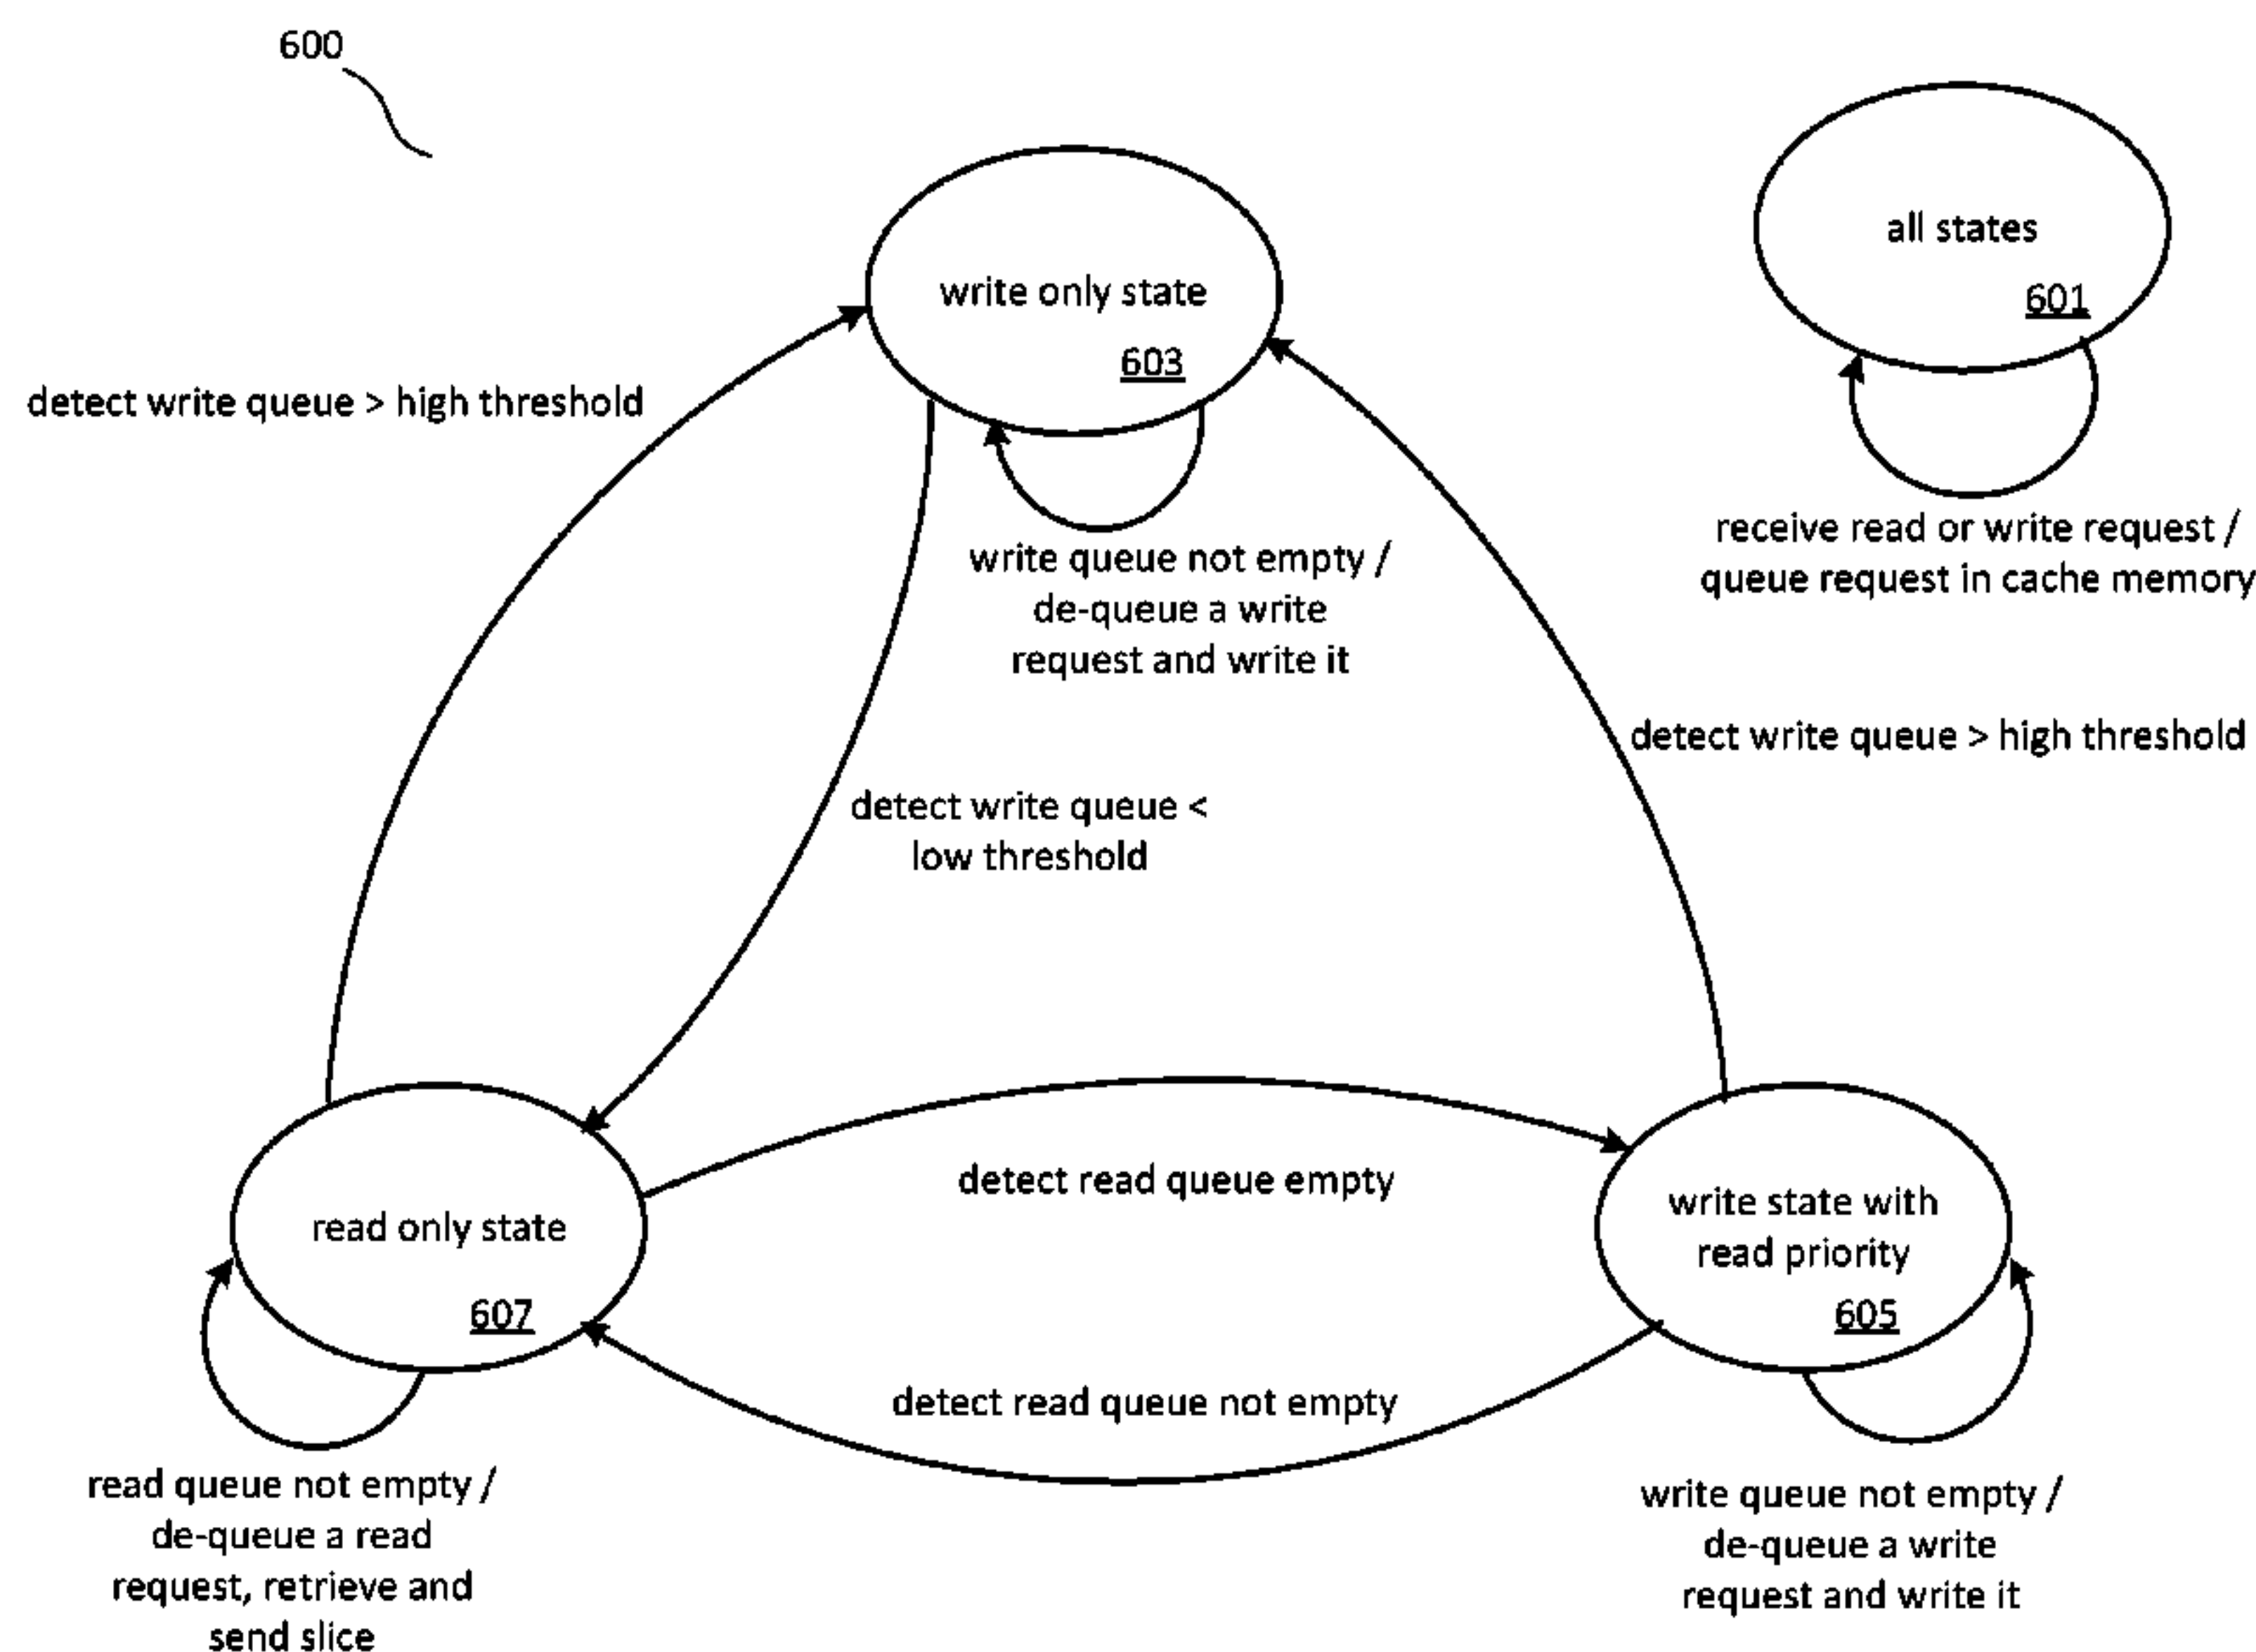 600
all states
601
write only state
603
detect write queue > high threshold
receive read or write request /
queue request in cache memory
write queue not empty /
de-queue a write
request and write it
detect write queue > high threshold
detect write queue <
low threshold
detect read queue empty
read only state
607
write state with
read priority
605
detect read queue not empty
read queue not empty /
de-queue a read
request, retrieve and
send slice
write queue not empty /
de-queue a write
request and write it